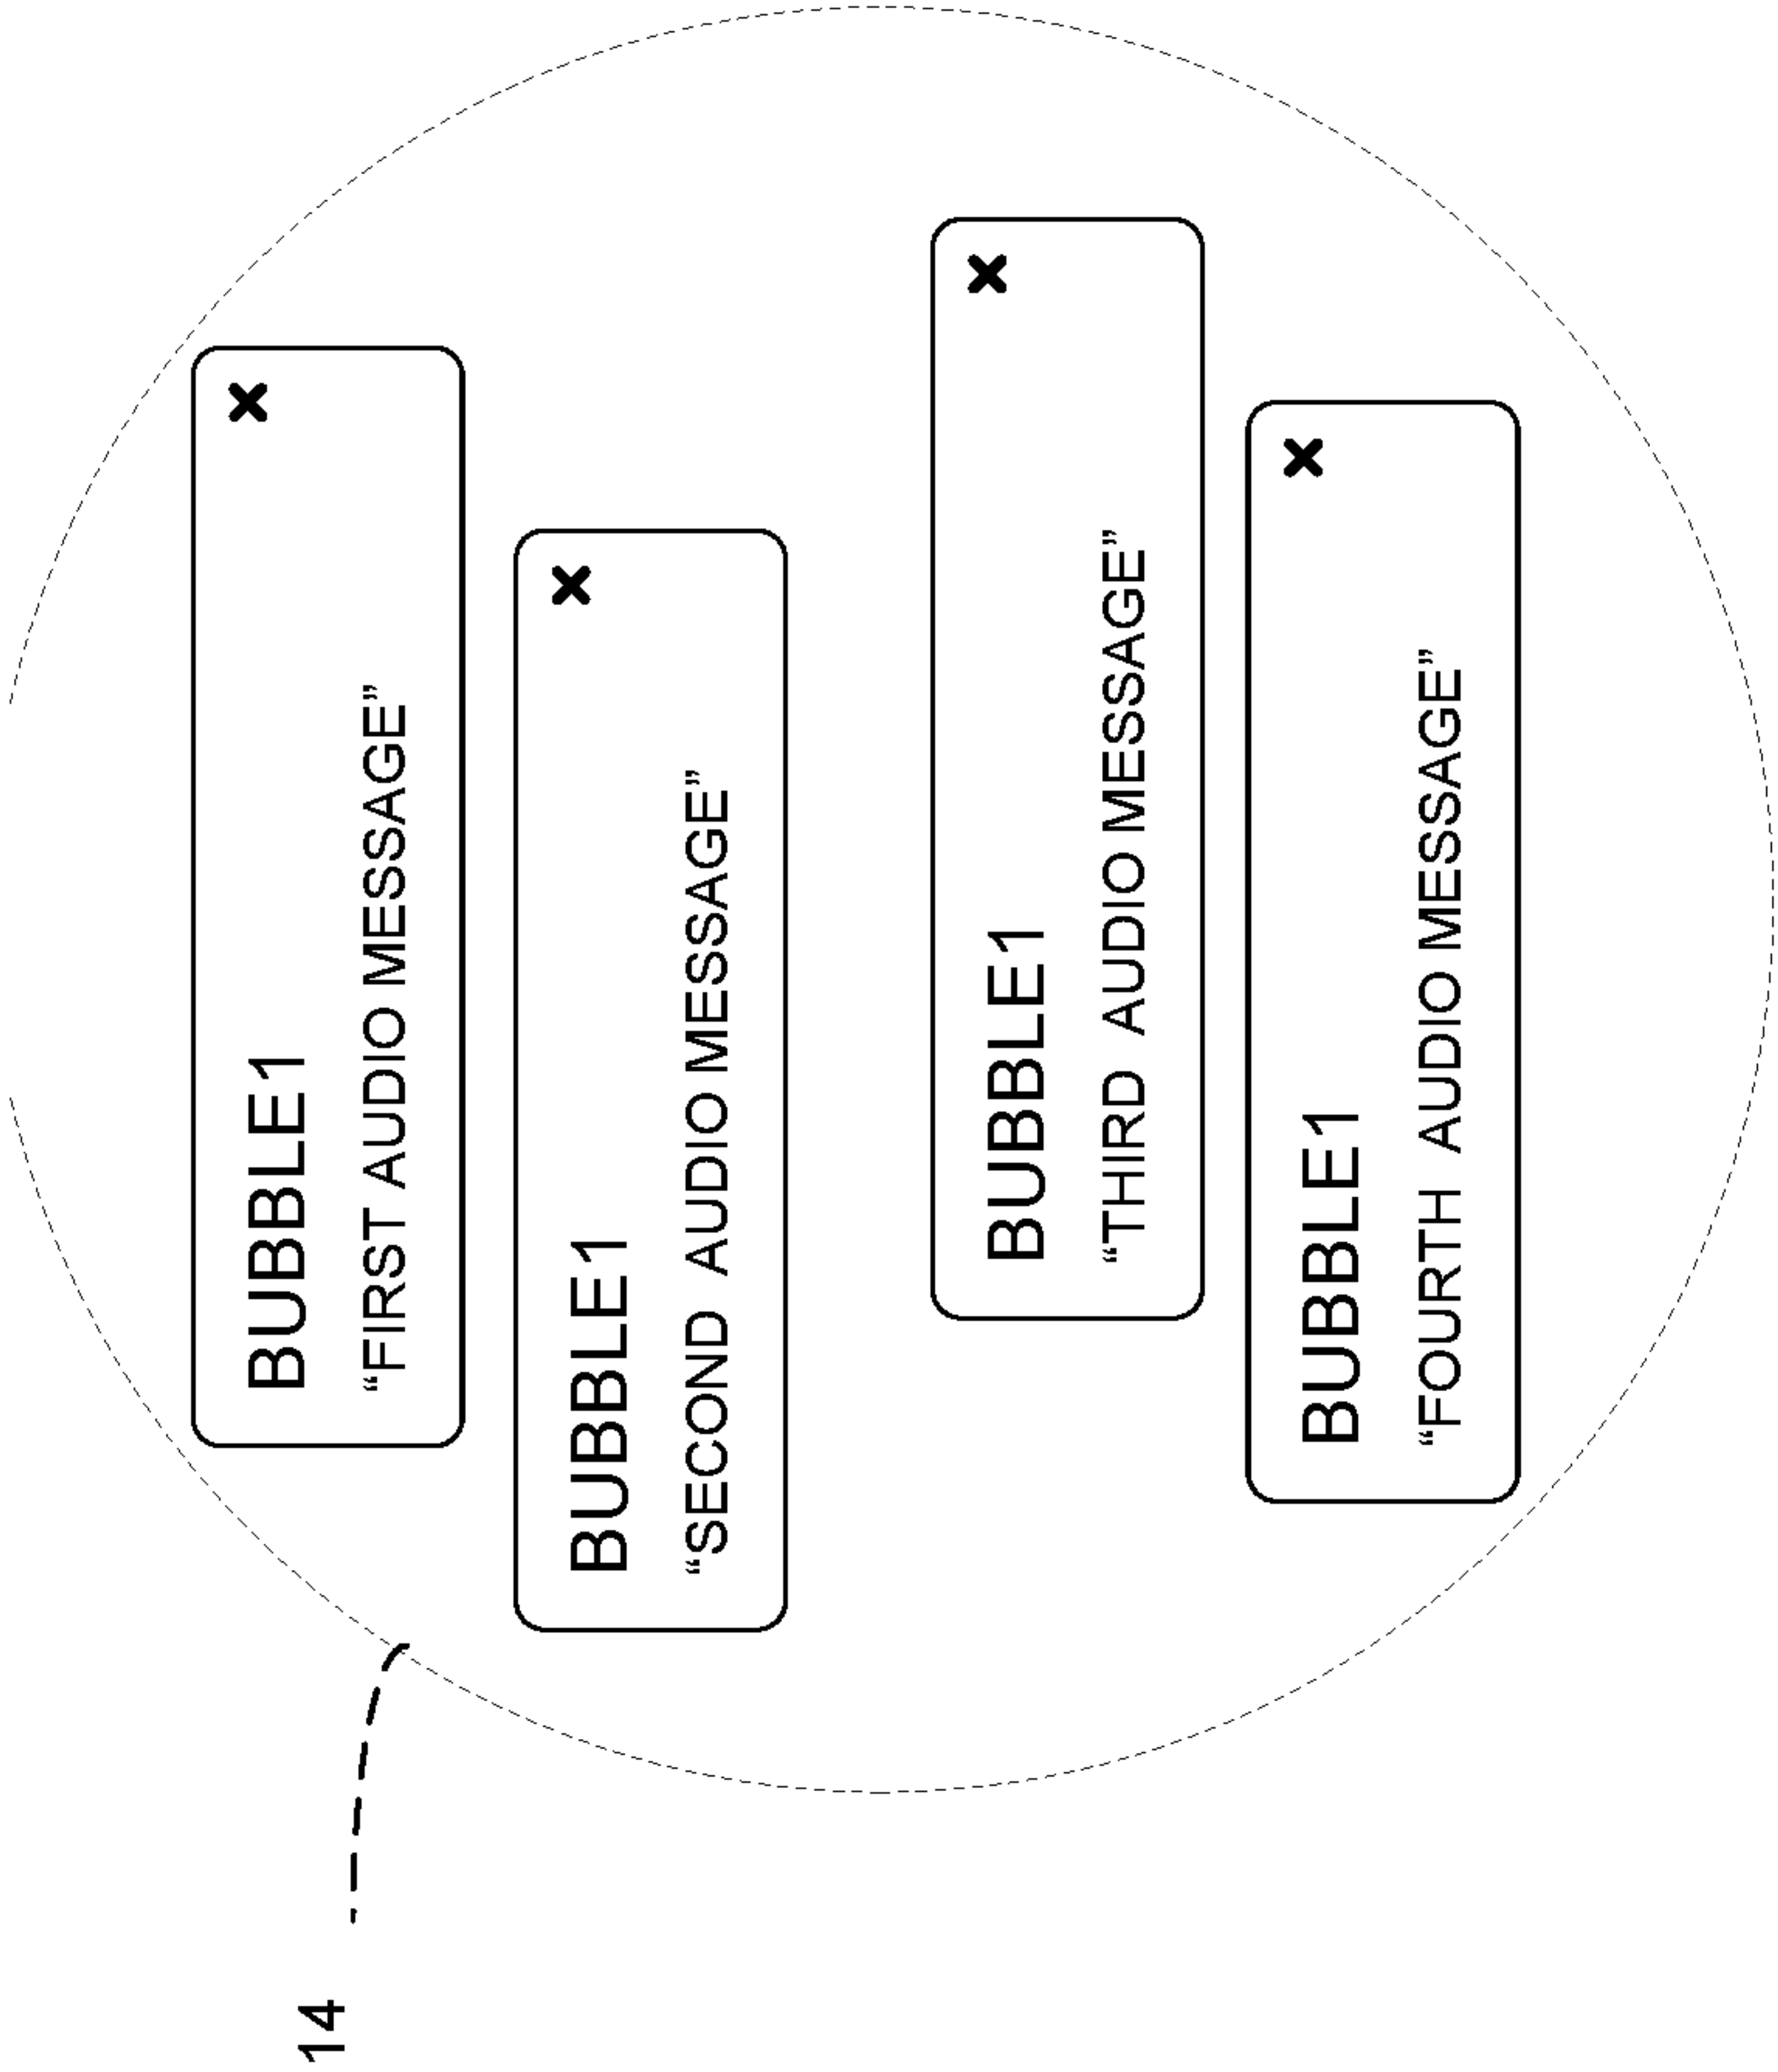 BUBBLE1
“FIRST AUDIO MESSAGE”
BUBBLE1
“SECOND AUDIO MESSAGE”
BUBBLE1
“THIRD AUDIO MESSAGE”
BUBBLE1
“FOURTH AUDIO MESSAGE”
14